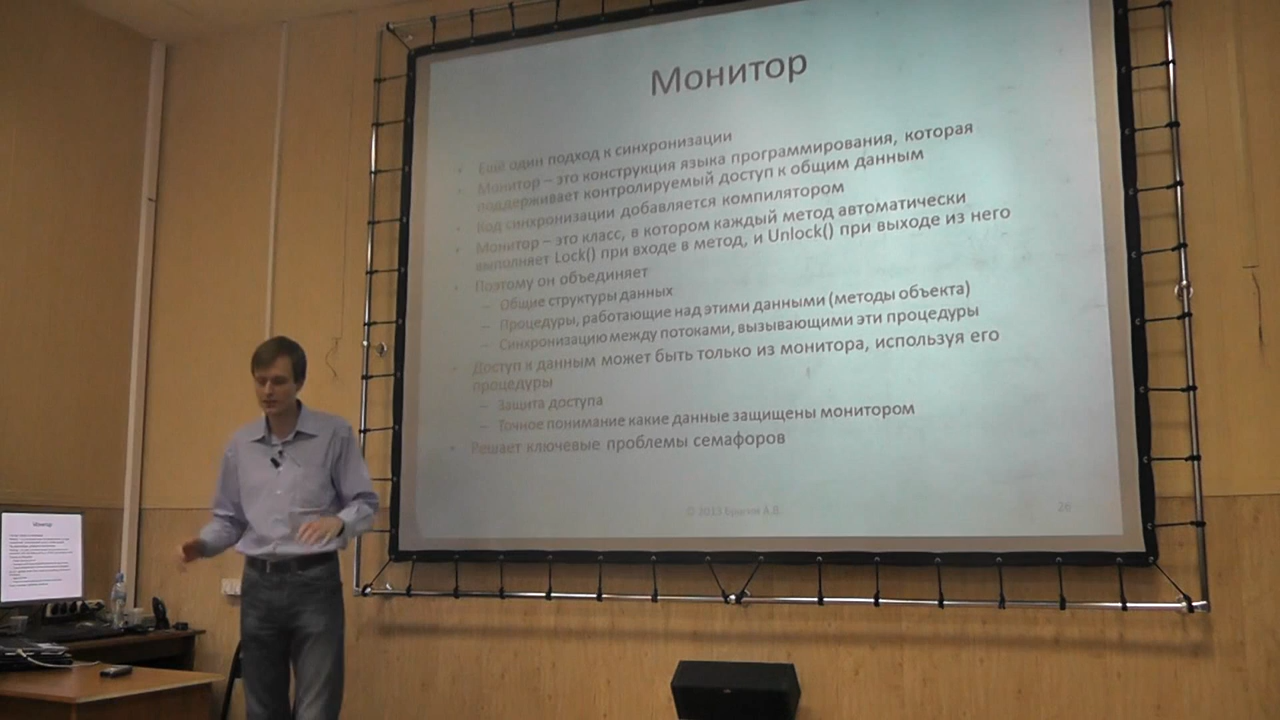 Монитор
• Ещё один подход к синхронизации
• Монитор – это конструкция языка программирования, которая
поддерживает контролируемый доступ к общим данным
• Код синхронизации добавляется компилятором
• Монитор – это класс, в котором каждый метод автоматически
выполняет Lock() при входе в метод, и Unlock() при выходе из него
• Поэтому он объединяет
– Общие структуры данных
– Процедуры, работающие над этими данными (методы объекта)
– Синхронизацию между потоками, вызывающими эти процедуры
• Доступ к данным может быть только из монитора, используя его
процедуры
– Защита доступа
– Точное понимание какие данные защищены монитором
• Решает ключевые проблемы семафоров
© 2013 А.В.
26
Монитор